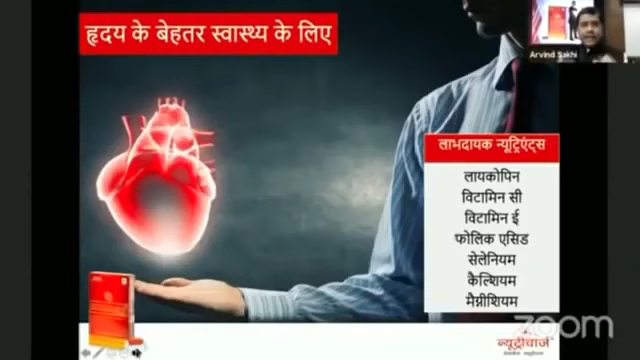 हृदय के बेहतर स्वास्थ्य के लिए
Arvind Sakhi
लाभदायक न्यूट्रिएंट्स
लायकोपिन
विटामिन सी
विटामिन ई
फोलिक एसिड
सेलेनियम
कैल्शियम
मैग्नीशियम
zoom
न्यूट्रीचार्ज